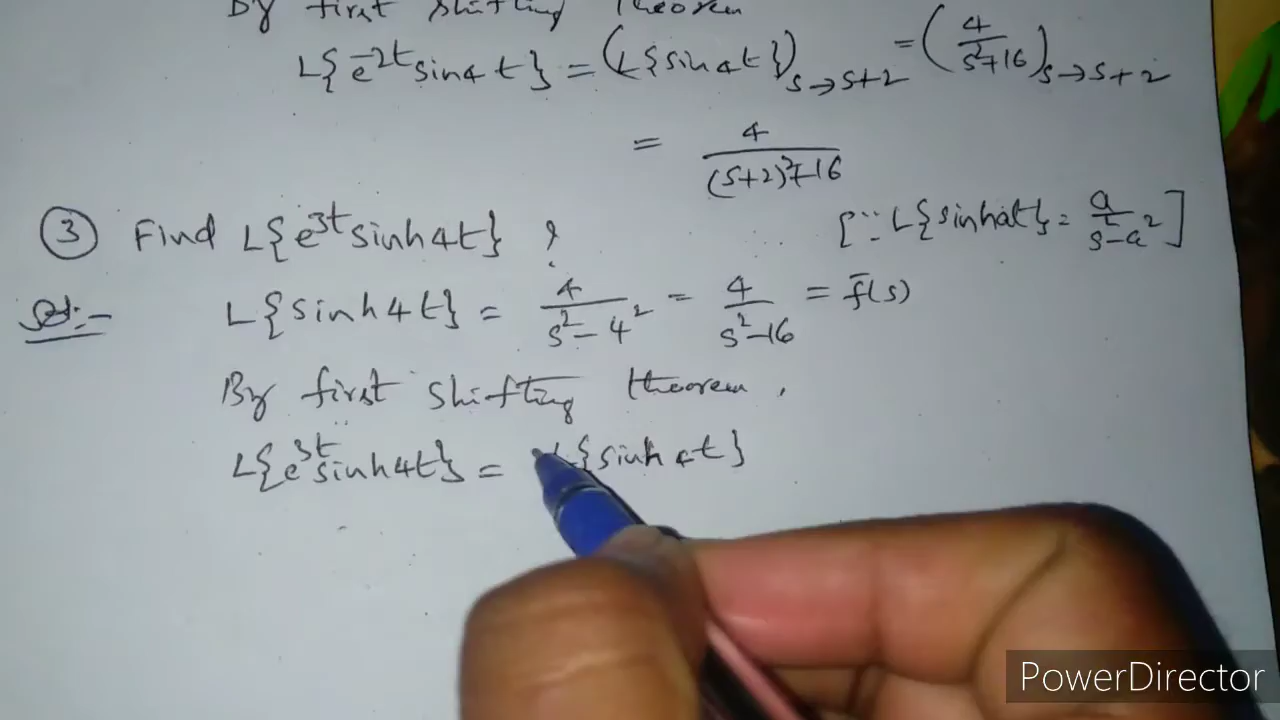 By first shifting theorem
L{e^-2t sin4t} = (L{sin4t})s→s+2 = (4/(s²+16))s→s+2
= 4/((s+2)²+16)
③ Find L{e^3t sinh4t} ? [∵ L{sinhat} = a/(s²-a²)]
Sol:- L{sinh4t} = 4/(s²-4²) = 4/(s²-16) = f̄(s)
By first shifting theorem,
L{e^3t sinh4t} = L{sinh4t}
PowerDirector